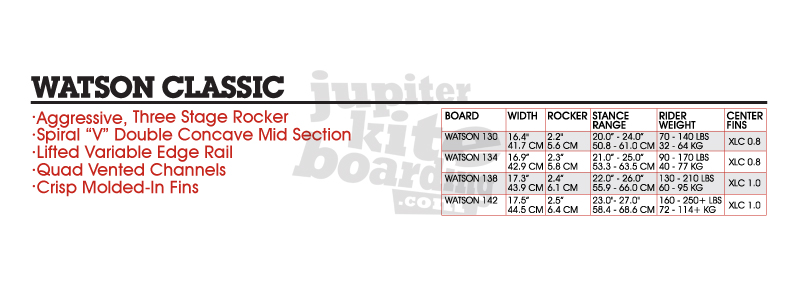 WATSON CLASSIC
·Aggressive, Three Stage Rocker
·Spiral “V” Double Concave Mid Section
·Lifted Variable Edge Rail
·Quad Vented Channels
·Crisp Molded-In Fins
jupiter
kite
boarding
.com
BOARD WIDTH ROCKER STANCE RANGE RIDER WEIGHT CENTER FINS
WATSON 130 16.4" 2.2" 20.0" - 24.0" 70 - 140 LBS XLC 0.8
41.7 CM 5.6 CM 50.8 - 61.0 CM 32 - 64 KG
WATSON 134 16.9" 2.3" 21.0" - 25.0" 90 - 170 LBS XLC 0.8
42.9 CM 5.8 CM 53.3 - 63.5 CM 40 - 77 KG
WATSON 138 17.3" 2.4" 22.0" - 26.0" 130 - 210 LBS XLC 1.0
43.9 CM 6.1 CM 55.9 - 66.0 CM 60 - 95 KG
WATSON 142 17.5" 2.5" 23.0"- 27.0" 160 - 250+ LBS XLC 1.0
44.5 CM 6.4 CM 58.4 - 68.6 CM 72 - 114+ KG